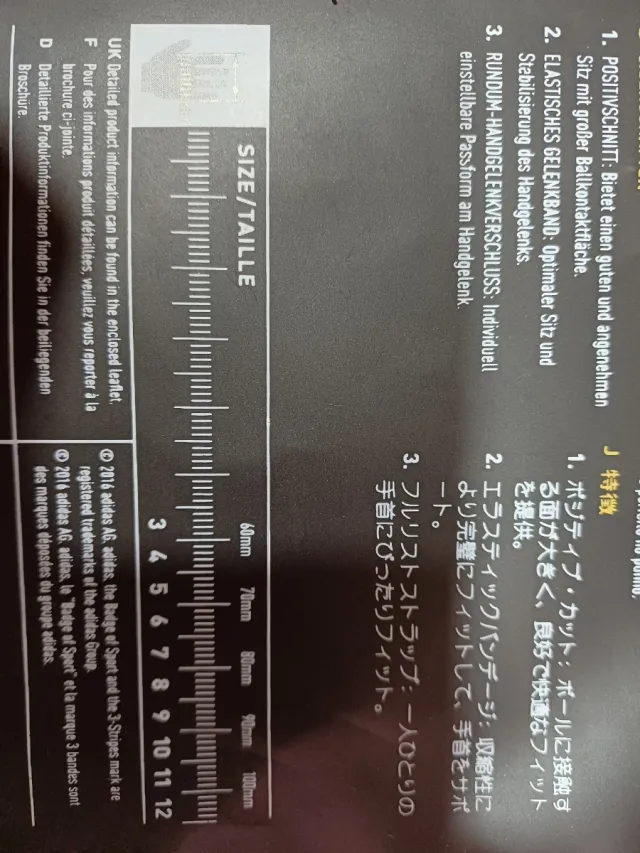 1. POSITIVSCHNITT: Bietet einen guten und angenehmen
Sitz mit großer Ballkontaktfläche.
2. ELASTISCHES GELENKBAND: Optimaler Sitz und
Stabilisierung des Handgelenks.
3. RUNDUM-HANDGELENKVERSCHLUSS: Individuell
einstellbare Passform am Handgelenk.
J 特徴
1. ポジティブ・カット: ボールに接触す
る面が大きく、良好で快適なフィット
を提供。
2. エラスティックバンデージ: 収縮性に
より完璧にフィットして、手首をサポ
ート。
3. フルリストストラップ: 一人ひとりの
手首にぴったりフィット。
SIZE/TAILLE
60mm 70mm 80mm 90mm 100mm
3 4 5 6 7 8 9 10 11 12
UK Detailed product information can be found in the enclosed leaflet.
F Pour des informations produit détaillées, veuillez vous reporter à la
brochure ci-jointe.
D Detaillierte Produktinformationen finden Sie in der beiliegenden
Broschüre.
© 2016 adidas AG. adidas, the Badge of Sport and the 3-Stripes mark are
registered trademarks of the adidas Group.
© 2016 adidas AG. adidas, le "Badge of Sport" et la marque 3 bandes sont
des marques déposées du groupe adidas.